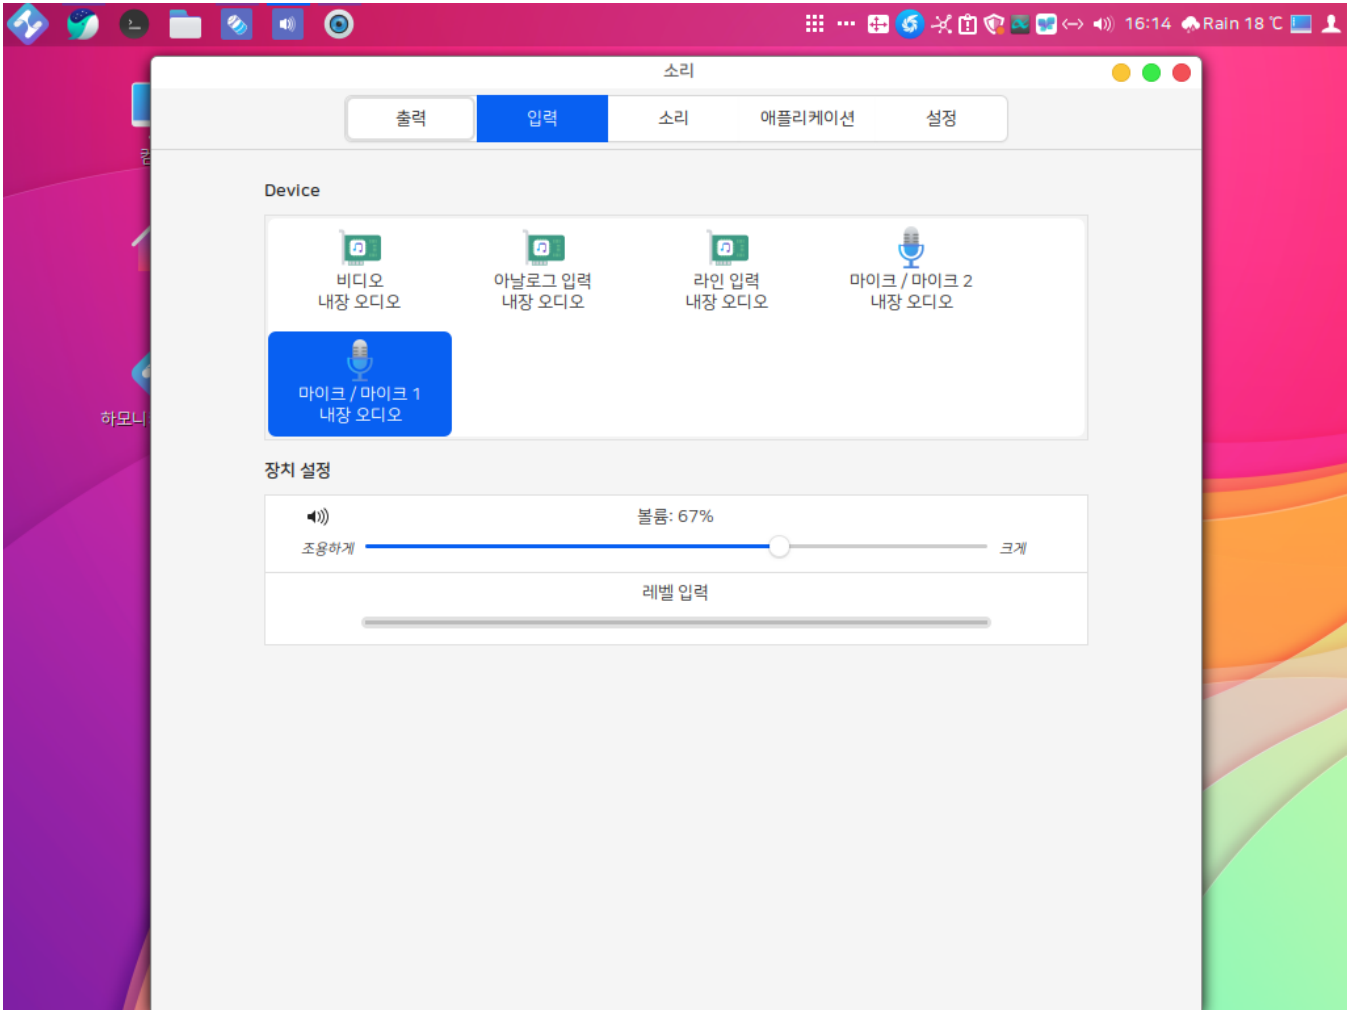 16:14 Rain 18 ℃
소리
출력 입력 소리 애플리케이션 설정
Device
비디오
내장 오디오
아날로그 입력
내장 오디오
라인 입력
내장 오디오
마이크 / 마이크 2
내장 오디오
마이크 / 마이크 1
내장 오디오
장치 설정
볼륨: 67%
조용하게 크게
레벨 입력
하모니